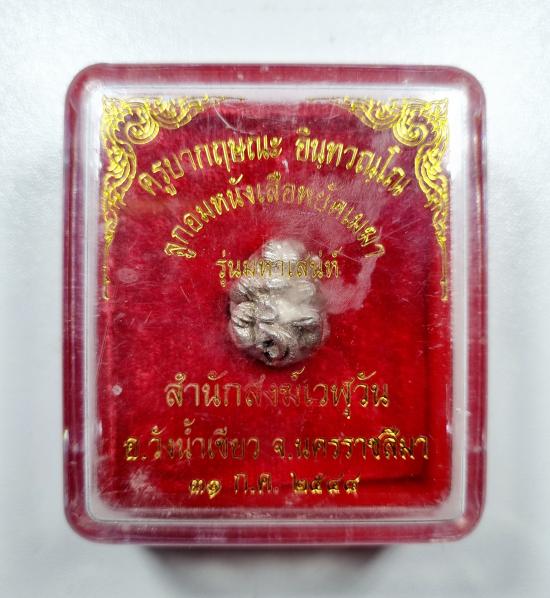 ครูบากฤษณะ อินฺทวณฺโณ
ลูกอมหนังเสือพยัคเมฆา
รุ่นมหาเสน่ห์
สำนักสงฆ์เวฬุวัน
อ.วังน้ำเขียว จ.นครราชสีมา
๓๑ ก.ค. ๒๕๔๔